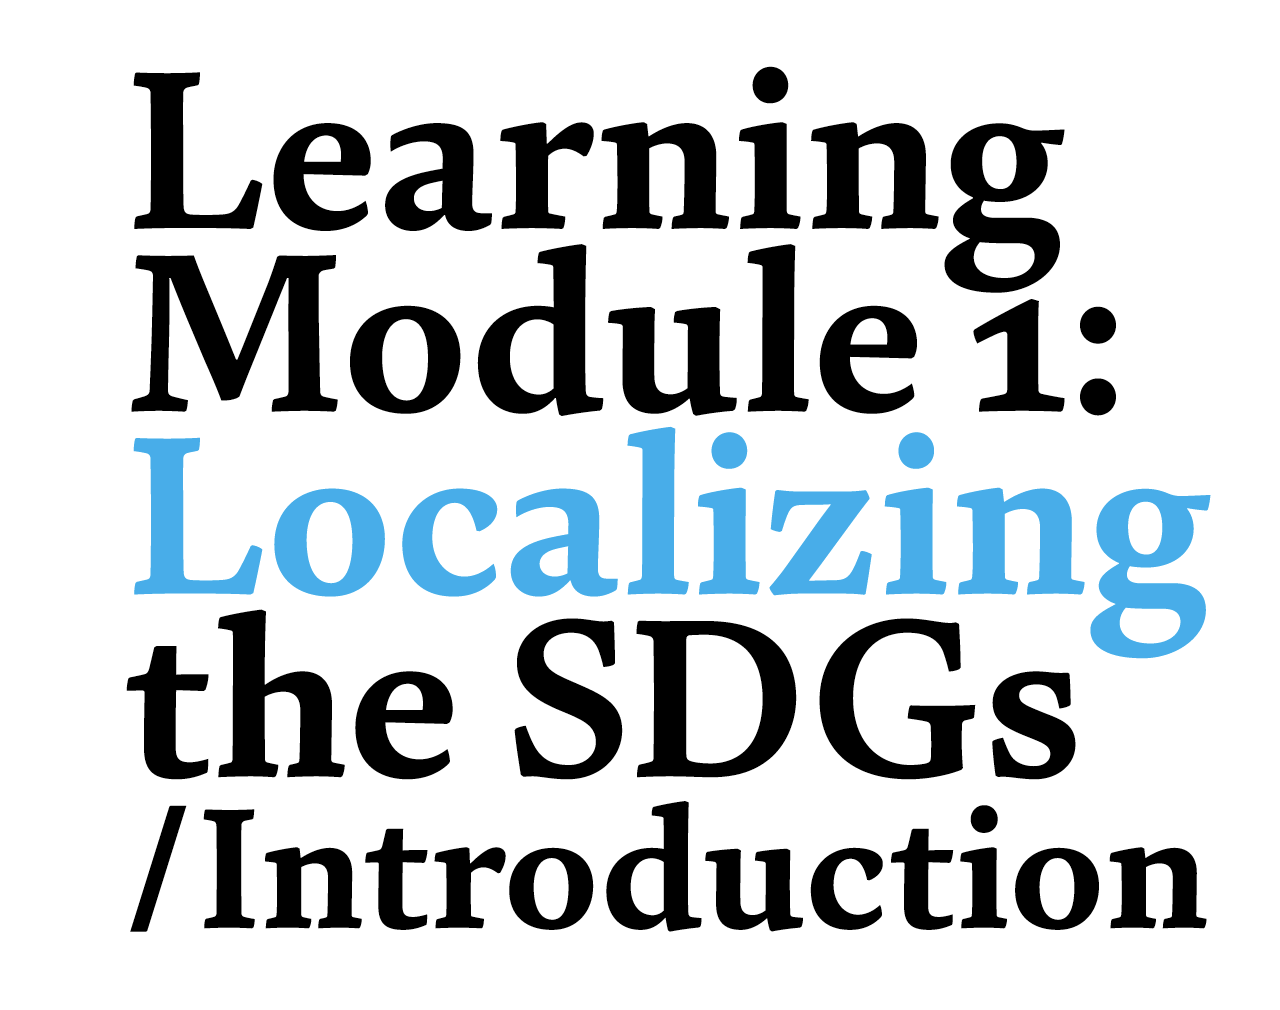 Learning
Module 1:
Localizing
the SDGs
/Introduction